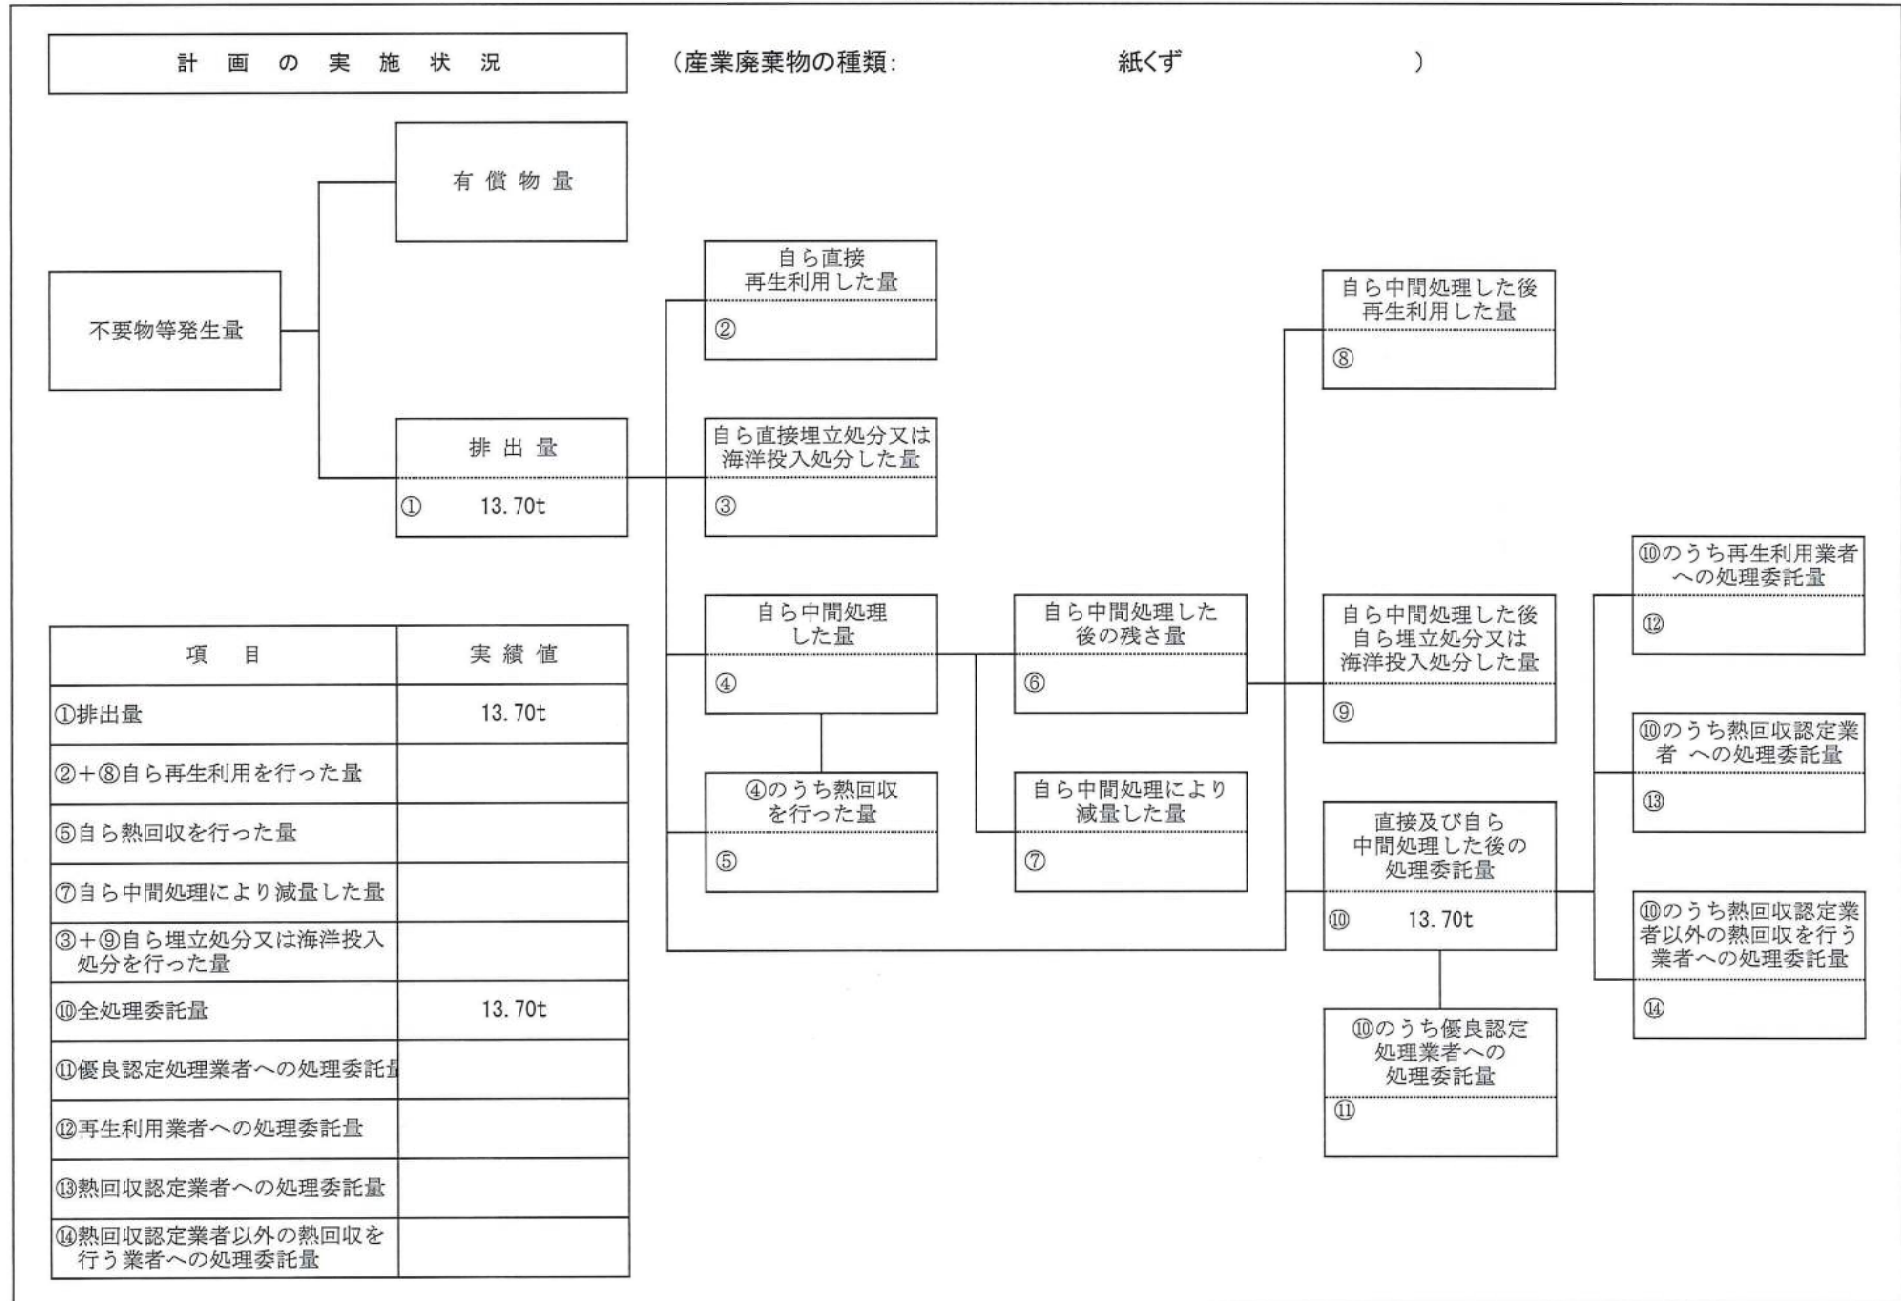 計画の実施状況
（産業廃棄物の種類： 紙くず ）
有償物量
不要物等発生量
排出量
① 13.70t
自ら直接
再生利用した量
②
自ら直接埋立処分又は
海洋投入処分した量
③
自ら中間処理
した量
④
④のうち熱回収
を行った量
⑤
自ら中間処理した
後の残さ量
⑥
自ら中間処理により
減量した量
⑦
自ら中間処理した後
再生利用した量
⑧
自ら中間処理した後
自ら埋立処分又は
海洋投入処分した量
⑨
直接及び自ら
中間処理した後の
処理委託量
⑩ 13.70t
⑩のうち優良認定
処理業者への
処理委託量
⑪
⑩のうち再生利用業者
への処理委託量
⑫
⑩のうち熱回収認定業
者 への処理委託量
⑬
⑩のうち熱回収認定業
者以外の熱回収を行う
業者への処理委託量
⑭
項目 実績値
①排出量 13.70t
②＋⑧自ら再生利用を行った量
⑤自ら熱回収を行った量
⑦自ら中間処理により減量した量
③＋⑨自ら埋立処分又は海洋投入
処分を行った量
⑩全処理委託量 13.70t
⑪優良認定処理業者への処理委託量
⑫再生利用業者への処理委託量
⑬熱回収認定業者への処理委託量
⑭熱回収認定業者以外の熱回収を
行う業者への処理委託量